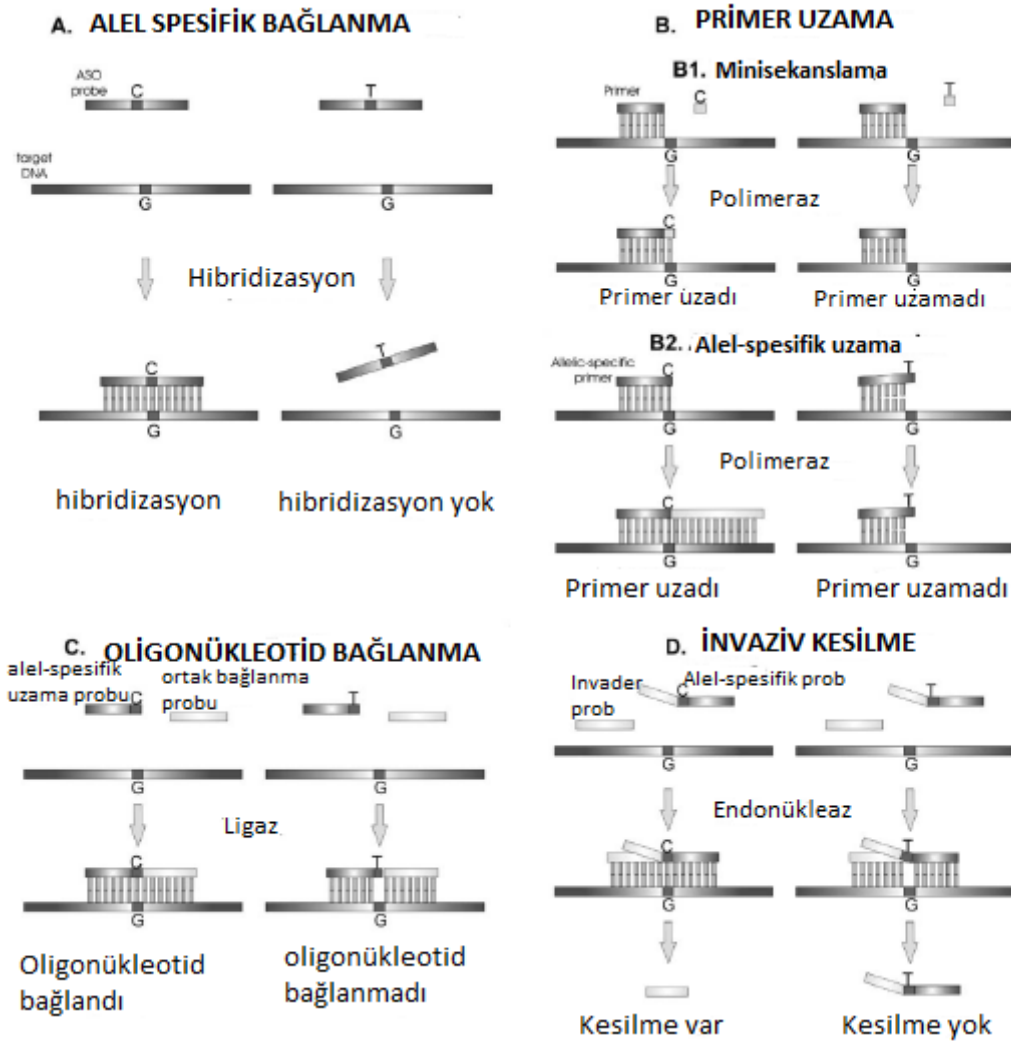 A. ALEL SPESİFİK BAĞLANMA
ASO
probe
C
T
target
DNA
G
G
Hibridizasyon
C
T
G
G
hibridizasyon
hibridizasyon yok
B. PRİMER UZAMA
B1. Minisekanslama
Primer
C
T
G
G
Polimeraz
C
G
G
Primer uzadı
Primer uzamadı
B2. Alel-spesifik uzama
Allelic-specific
primer
C
T
G
G
Polimeraz
C
T
G
G
Primer uzadı
Primer uzamadı
C. OLİGONÜKLEOTİD BAĞLANMA
alel-spesifik
uzama probu
ortak bağlanma
probu
C
T
G
G
Ligaz
C
T
G
G
Oligonükleotid
bağlandı
oligonükleotid
bağlanmadı
D. İNVAZİV KESİLME
Invader
prob
Alel-spesifik prob
C
T
G
G
Endonükleaz
C
T
G
G
T
Kesilme var
Kesilme yok